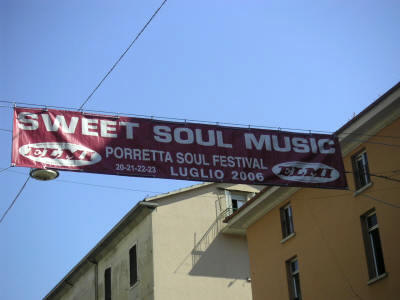 SWEET SOUL MUSIC
ELMI PORRETTA SOUL FESTIVAL ELMI
20-21-22-23 LUGLIO 2006